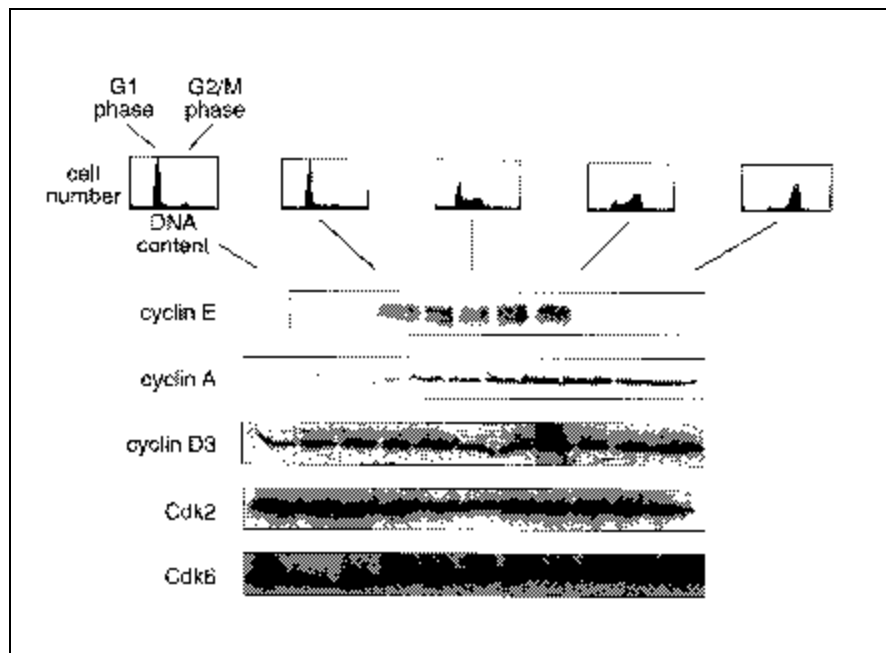 G1
phase
G2/M
phase
cell
number
DNA
content
cyclin E
cyclin A
cyclin D3
Cdk2
Cdk6